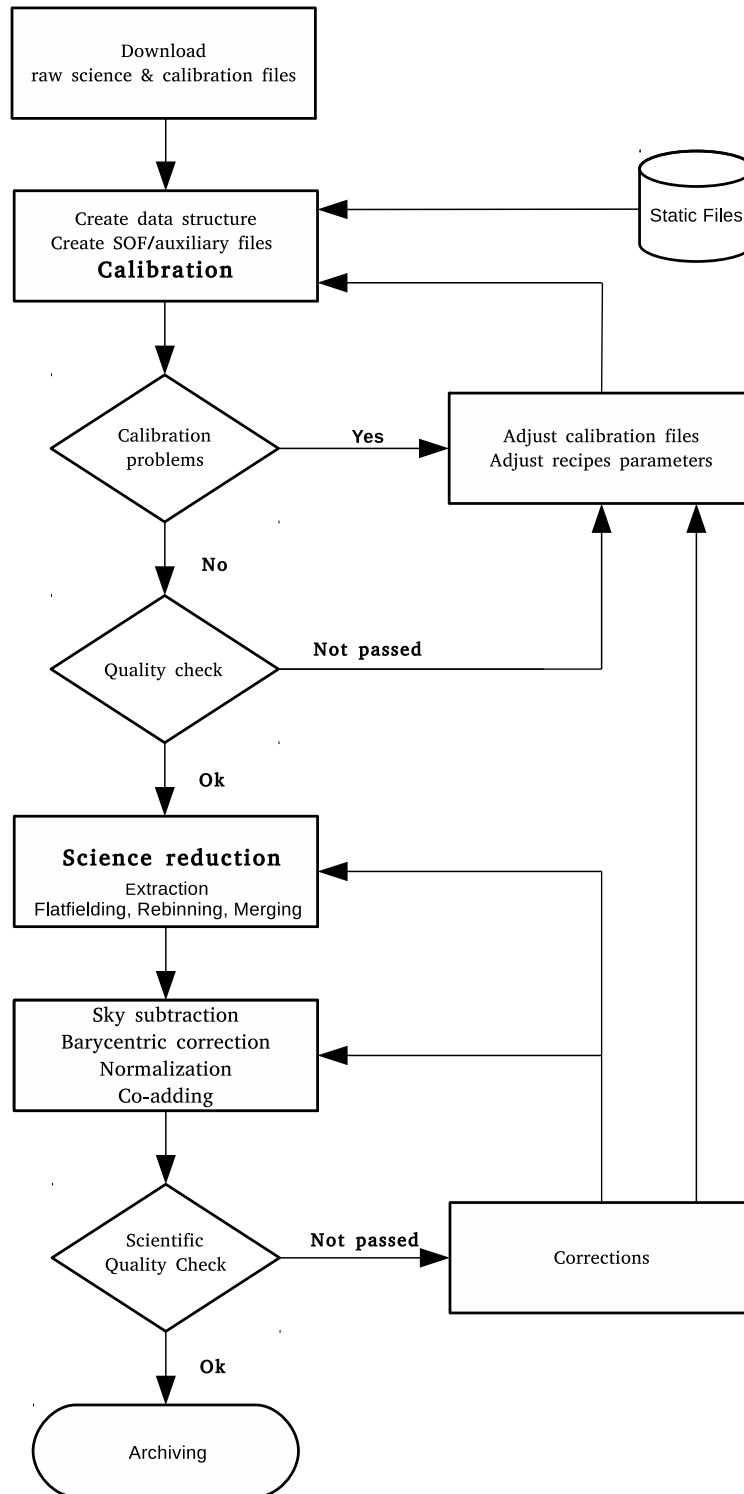 Download
raw science & calibration files
Static Files
Create data structure
Create SOF/auxiliary files
Calibration
Calibration
problems
Yes
Adjust calibration files
Adjust recipes parameters
No
Quality check
Not passed
Ok
Science reduction
Extraction
Flatfielding, Rebinning, Merging
Sky subtraction
Barycentric correction
Normalization
Co-adding
Scientific
Quality Check
Not passed
Corrections
Ok
Archiving